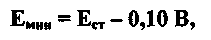 Eмин = Eст – 0,10 В,